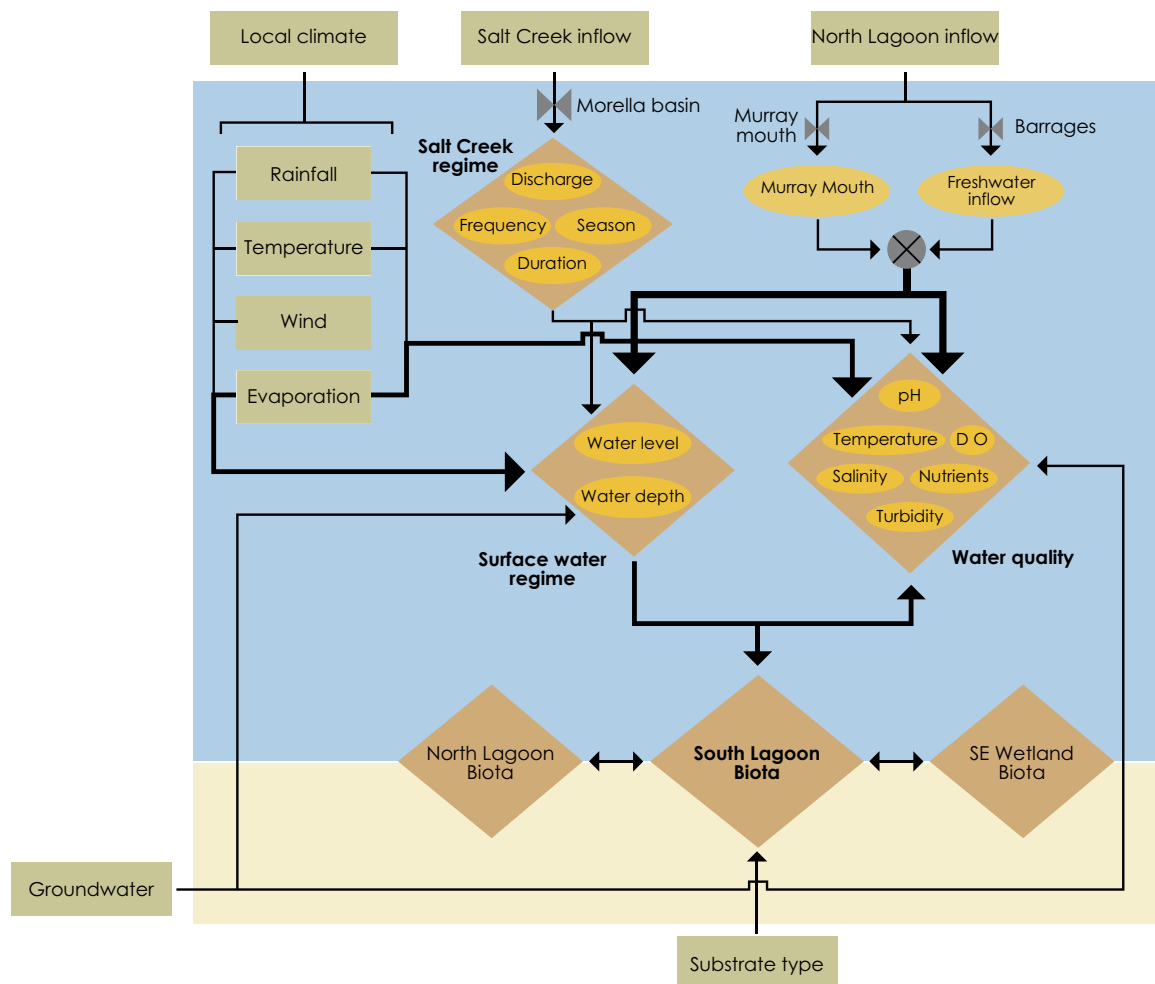 Local climate
Salt Creek inflow
North Lagoon inflow
Morella basin
Murray
mouth
Barrages
Salt Creek
regime
Rainfall
Temperature
Wind
Evaporation
Discharge
Frequency
Season
Duration
Murray Mouth
Freshwater
inflow
pH
Temperature
D O
Salinity
Nutrients
Turbidity
Water level
Water depth
Surface water
regime
Water quality
North Lagoon
Biota
South Lagoon
Biota
SE Wetland
Biota
Groundwater
Substrate type